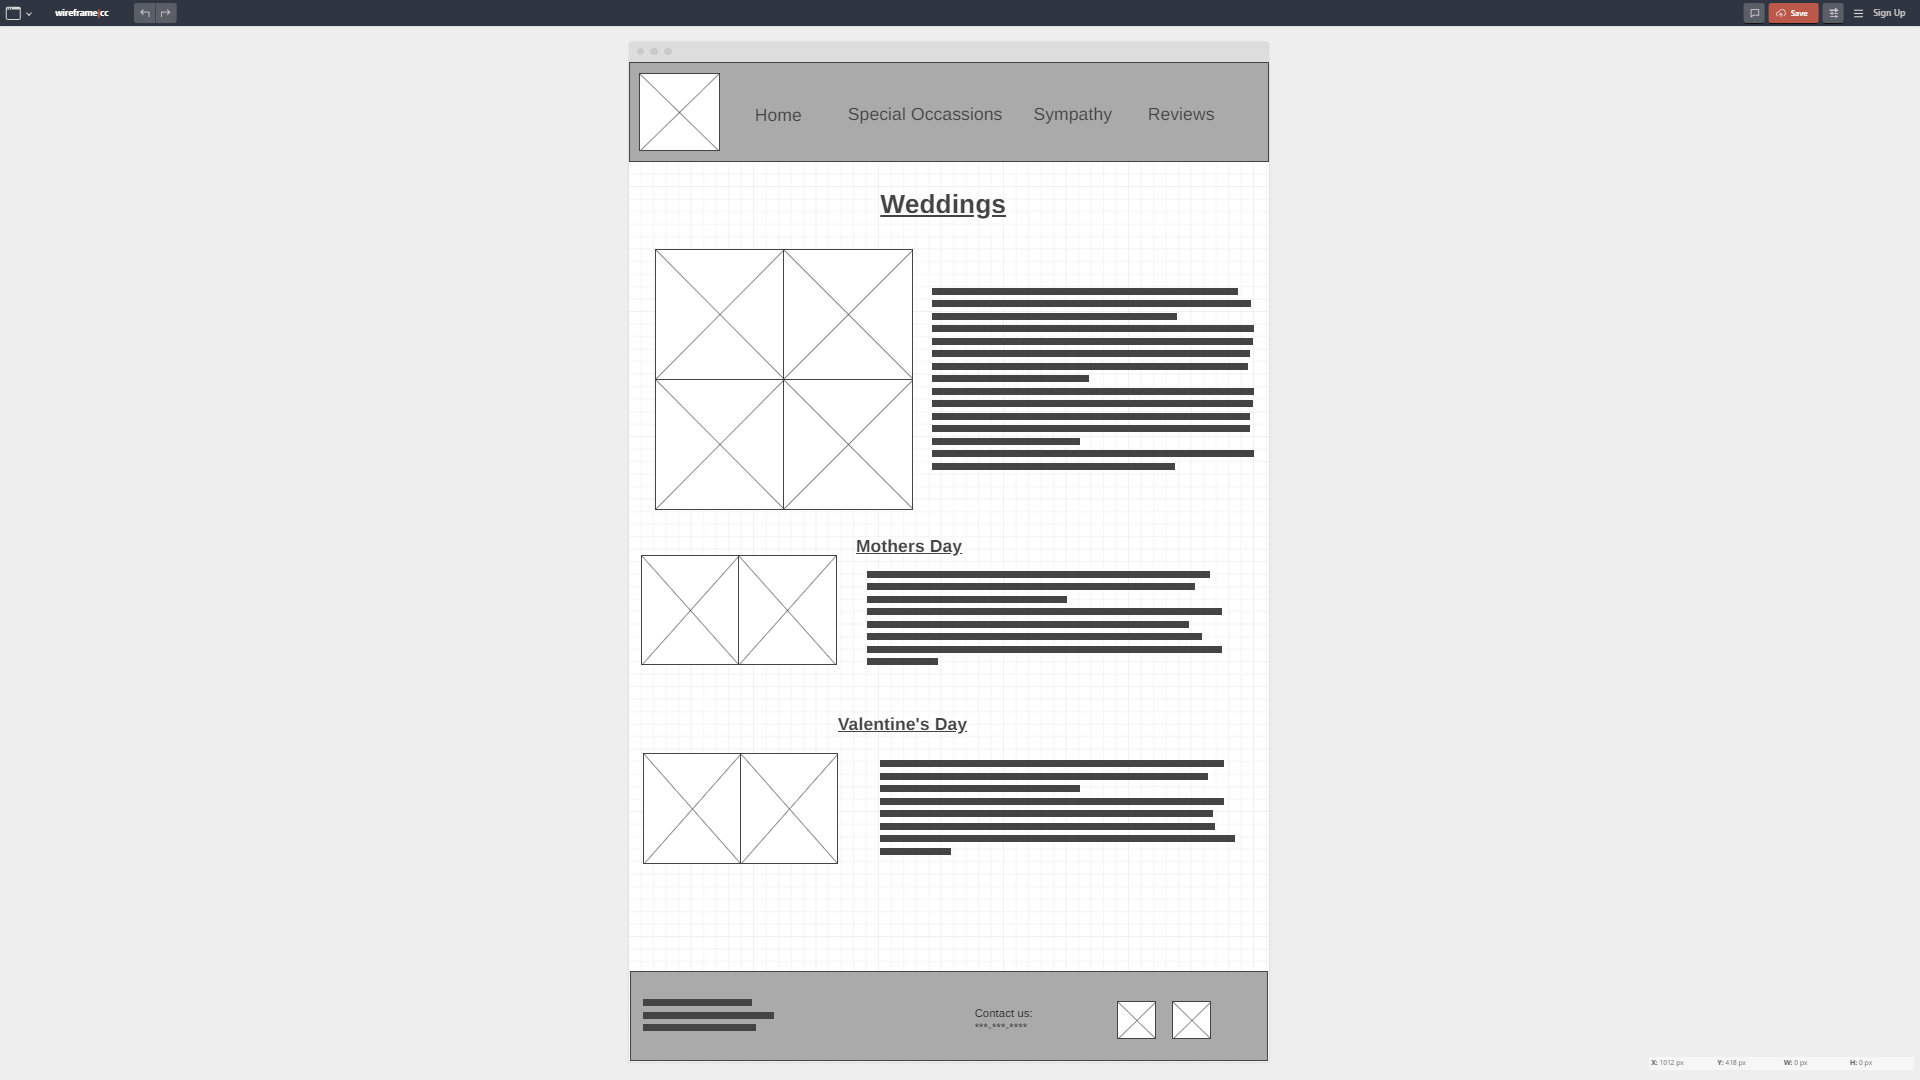 wireframe|cc
Save
Sign Up
Home
Special Occassions
Sympathy
Reviews
Weddings
Mothers Day
Valentine's Day
Contact us:
***-***-****
X: 1012 px
Y: 418 px
W: 0 px
H: 0 px